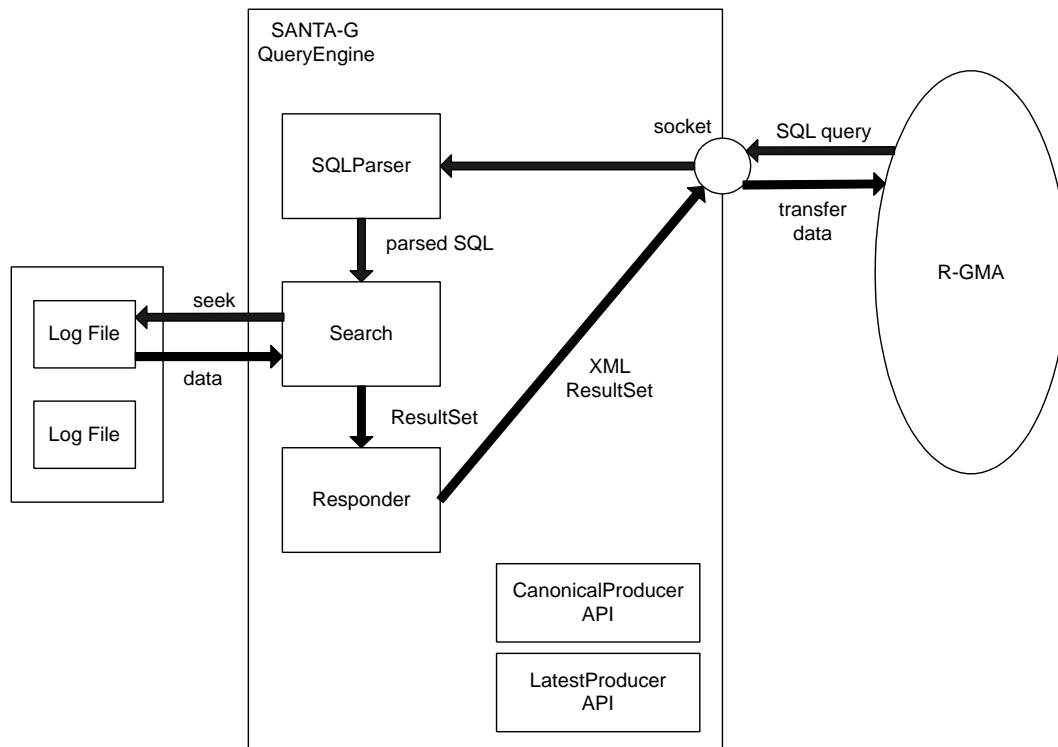 SANTA-G
QueryEngine
socket
SQL query
SQLParser
transfer
data
parsed SQL
R-GMA
seek
Log File
Search
data
XML
ResultSet
ResultSet
Log File
Responder
CanonicalProducer
API
LatestProducer
API